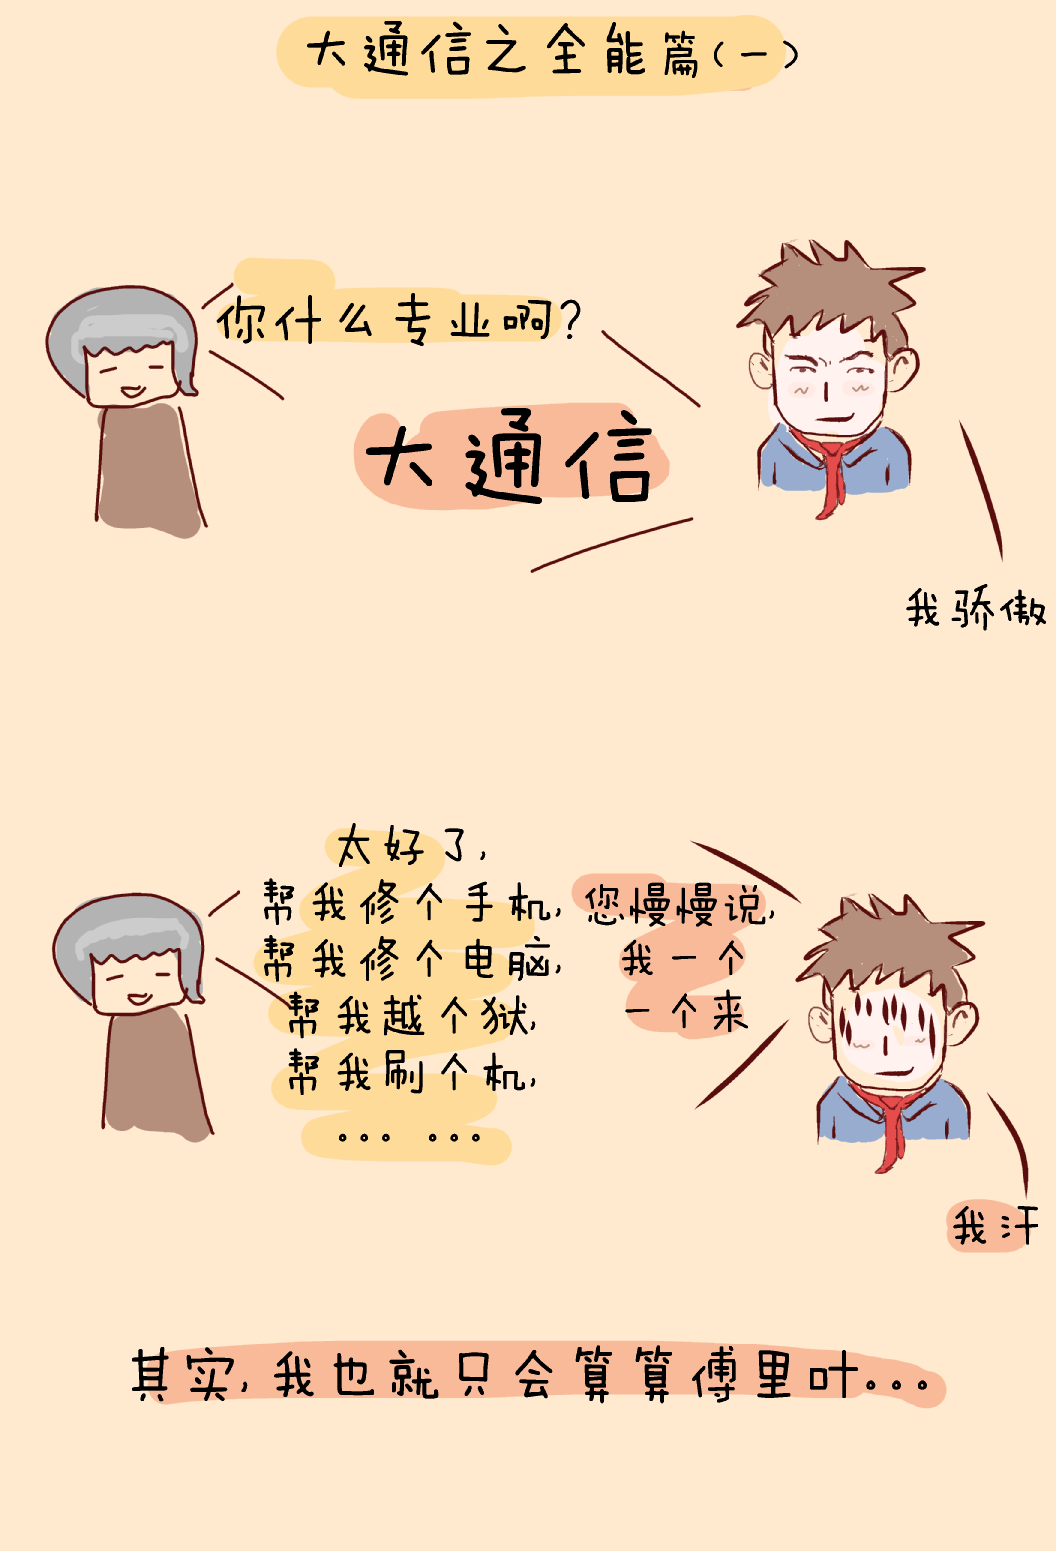 大通信之全能篇(一)
你什么专业啊?
大通信
我骄傲
太好了,
帮我修个手机,
帮我修个电脑,
帮我越个狱,
帮我刷个机,
。。。 。。。
您慢慢说,
我一个
一个来
我汗
其实,我也就只会算算傅里叶。。。